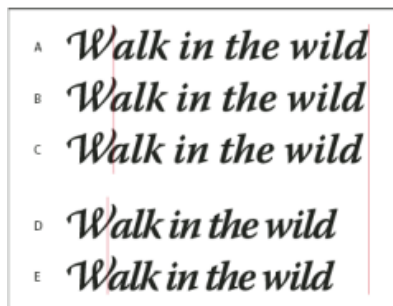 A Walk in the wild
B Walk in the wild
C Walk in the wild
D Walk in the wild
E Walk in the wild